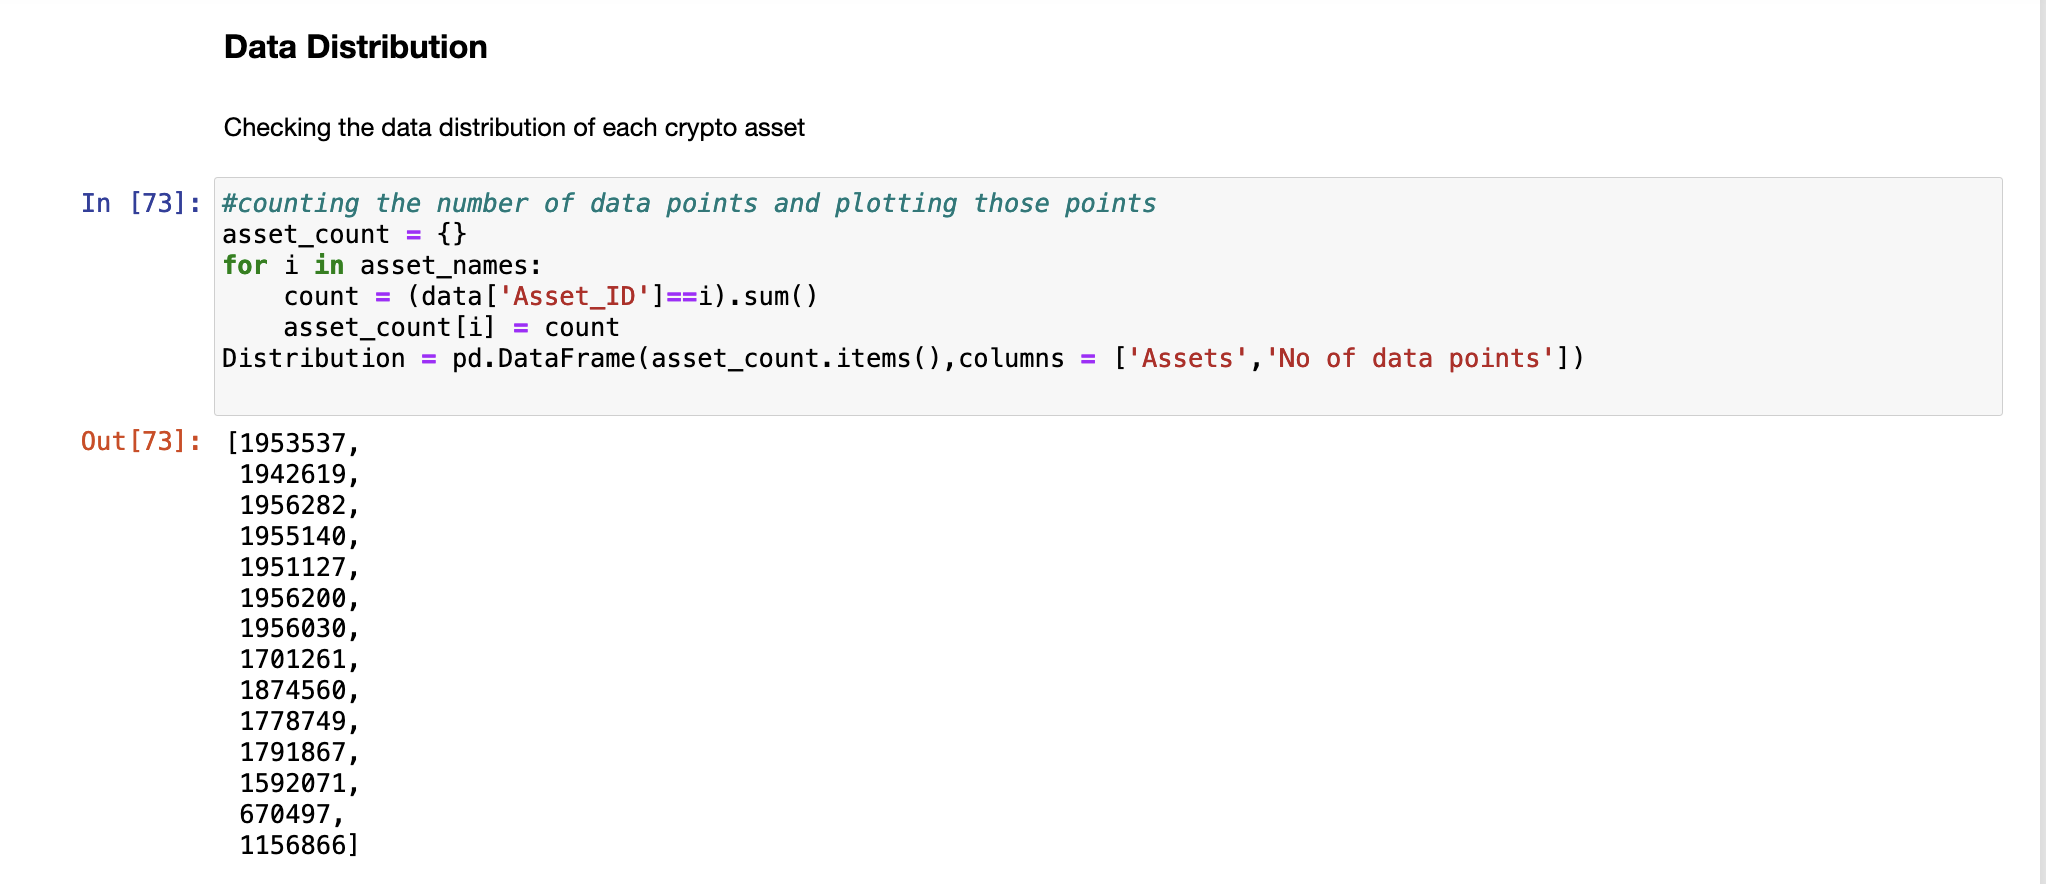 Data Distribution
Checking the data distribution of each crypto asset
In [73]:
#counting the number of data points and plotting those points
asset_count = {}
for i in asset_names:
    count = (data['Asset_ID']==i).sum()
    asset_count[i] = count
Distribution = pd.DataFrame(asset_count.items(),columns = ['Assets','No of data points'])
Out[73]:
[1953537,
 1942619,
 1956282,
 1955140,
 1951127,
 1956200,
 1956030,
 1701261,
 1874560,
 1778749,
 1791867,
 1592071,
 670497,
 1156866]